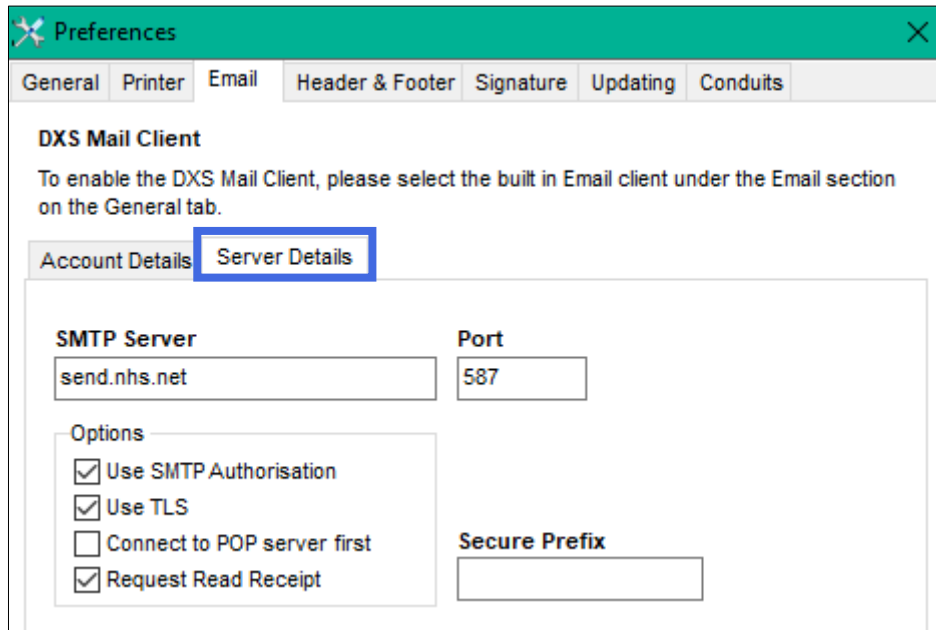 Preferences
General Printer Email Header & Footer Signature Updating Conduits
DXS Mail Client
To enable the DXS Mail Client, please select the built in Email client under the Email section
on the General tab.
Account Details Server Details
SMTP Server Port
send.nhs.net 587
Options
Use SMTP Authorisation
Use TLS
Connect to POP server first
Secure Prefix
Request Read Receipt